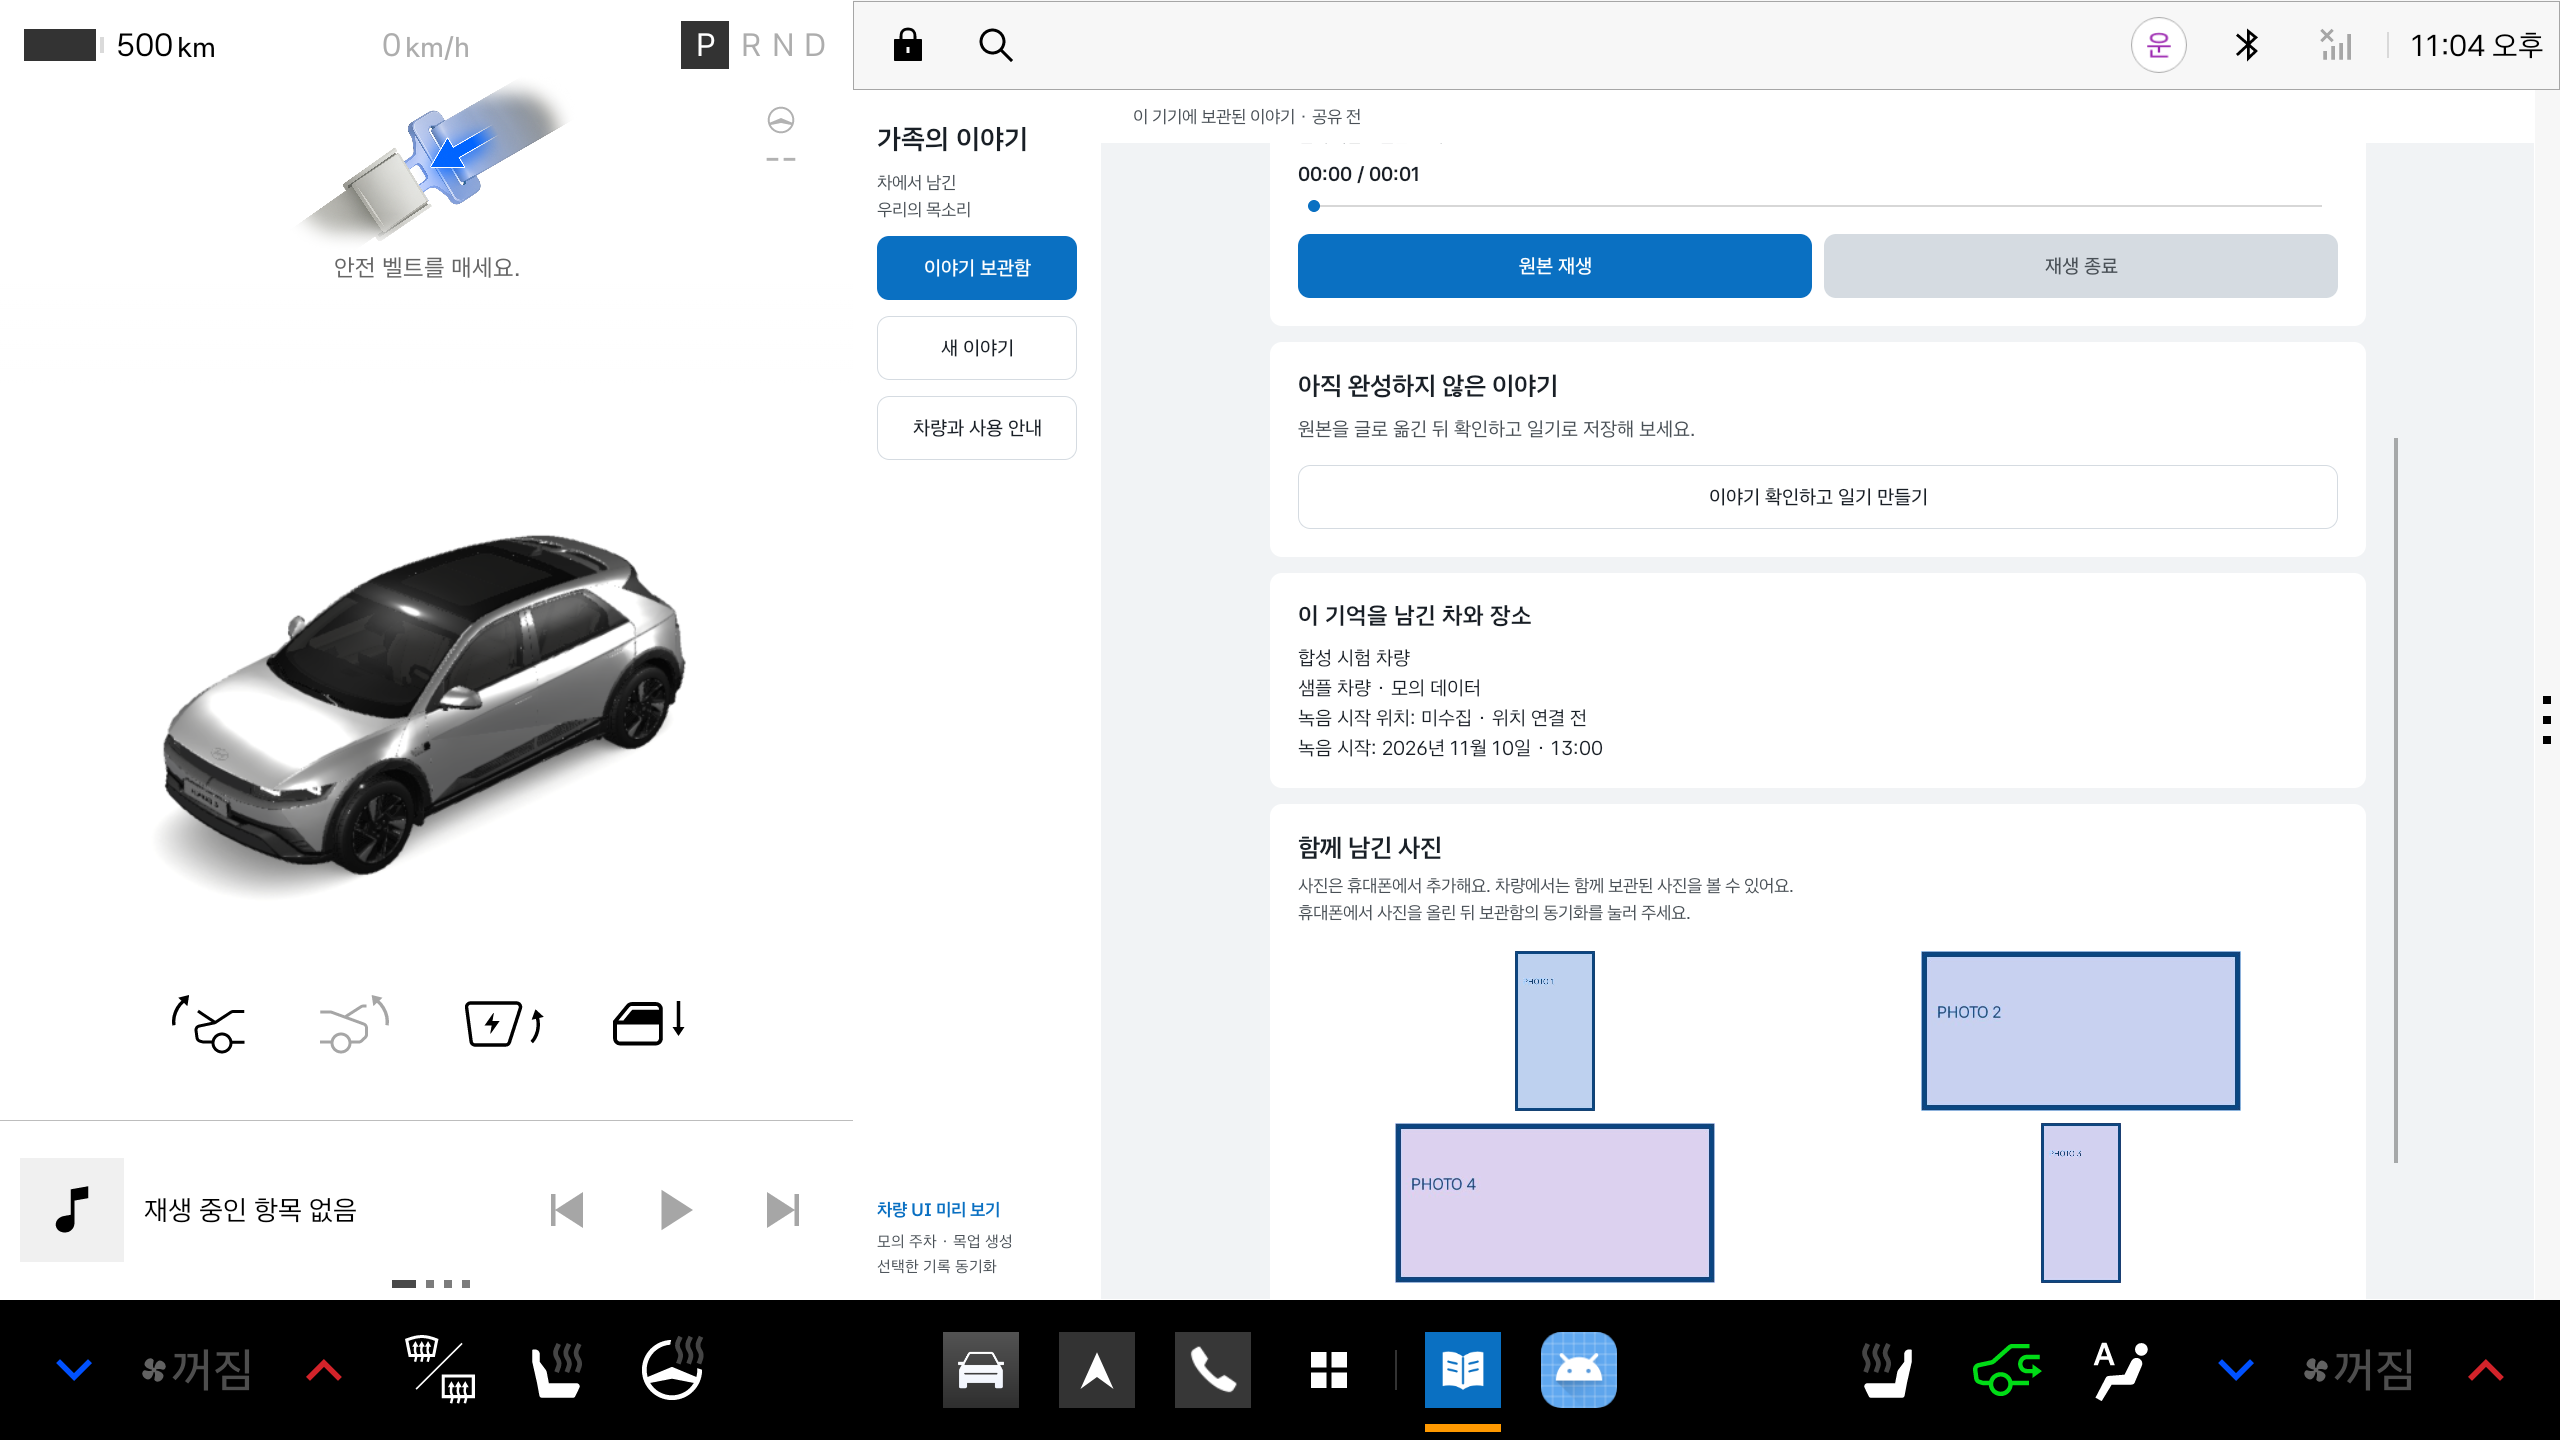 500 km
0 km/h
P R N D
운
11:04 오후
안전 벨트를 매세요.
재생 중인 항목 없음
가족의 이야기
차에서 남긴
우리의 목소리
이야기 보관함
새 이야기
차량과 사용 안내
차량 UI 미리 보기
모의 주차 · 목업 생성
선택한 기록 동기화
이 기기에 보관된 이야기 · 공유 전
00:00 / 00:01
원본 재생
재생 종료
아직 완성하지 않은 이야기
원본을 글로 옮긴 뒤 확인하고 일기로 저장해 보세요.
이야기 확인하고 일기 만들기
이 기억을 남긴 차와 장소
합성 시험 차량
샘플 차량 · 모의 데이터
녹음 시작 위치: 미수집 · 위치 연결 전
녹음 시작: 2026년 11월 10일 · 13:00
함께 남긴 사진
사진은 휴대폰에서 추가해요. 차량에서는 함께 보관된 사진을 볼 수 있어요.
휴대폰에서 사진을 올린 뒤 보관함의 동기화를 눌러 주세요.
PHOTO 1
PHOTO 2
PHOTO 4
PHOTO 3
꺼짐
A
꺼짐